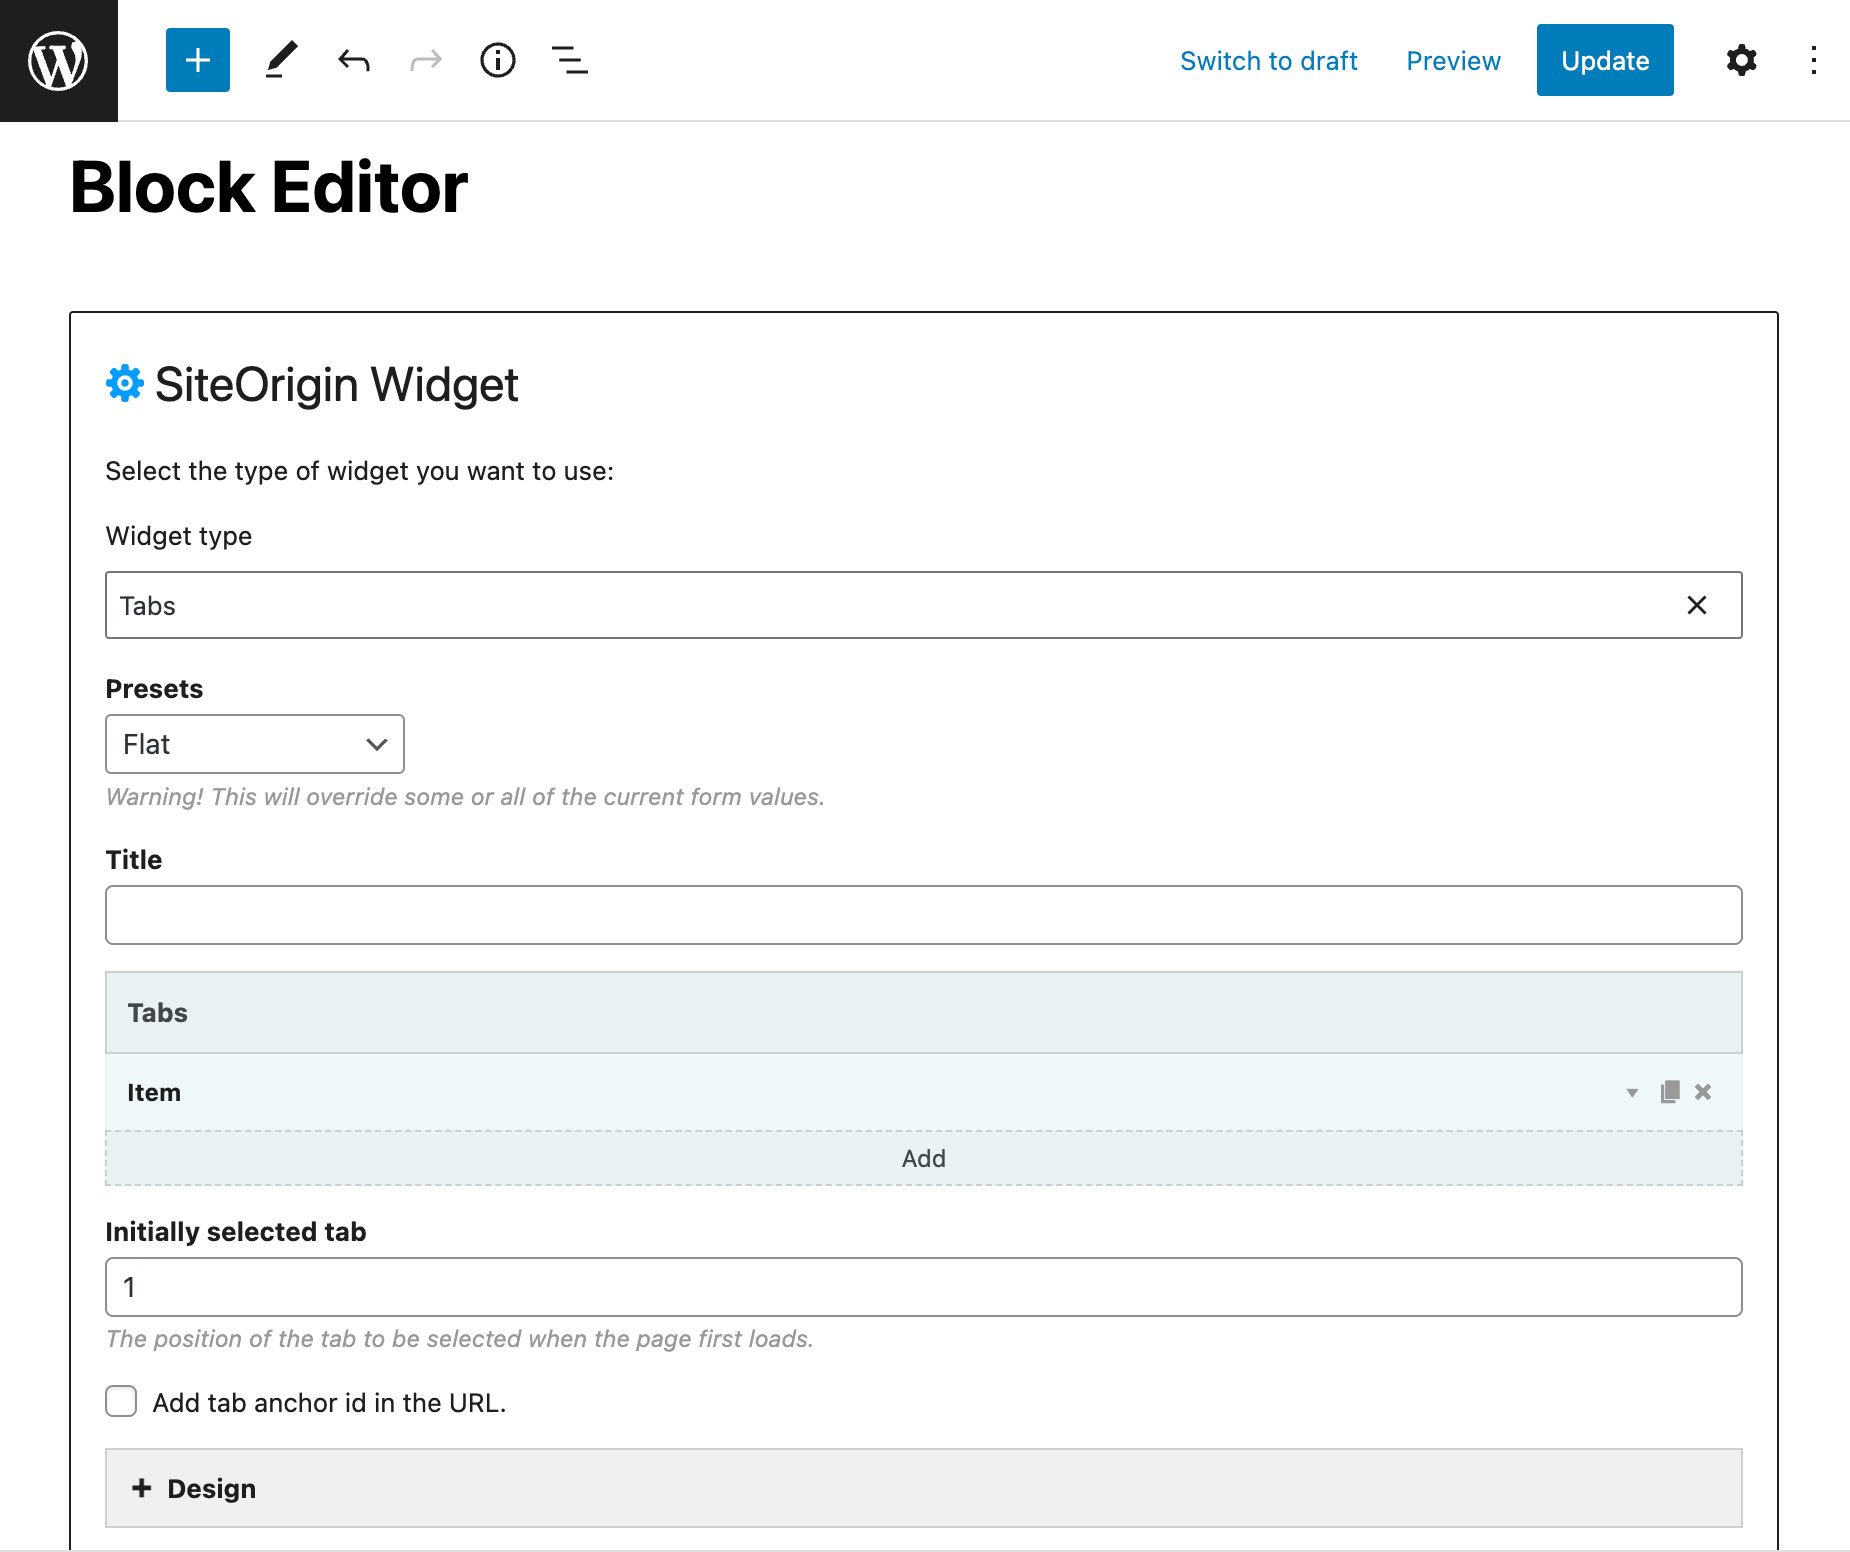 Switch to draft Preview Update
Block Editor
SiteOrigin Widget
Select the type of widget you want to use:
Widget type
Tabs
Presets
Flat
Warning! This will override some or all of the current form values.
Title
Tabs
Item
Add
Initially selected tab
1
The position of the tab to be selected when the page first loads.
Add tab anchor id in the URL.
Design